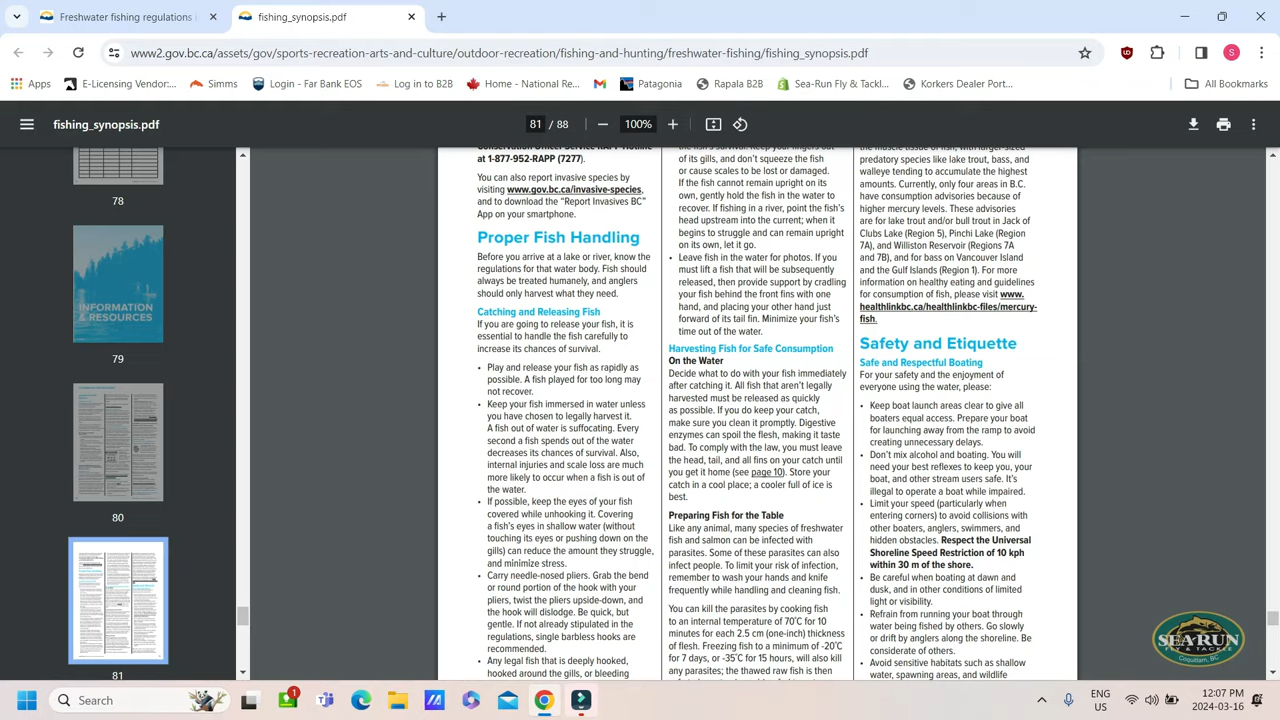 Freshwater fishing regulations
fishing_synopsis.pdf
www2.gov.bc.ca/assets/gov/sports-recreation-arts-and-culture/outdoor-recreation/fishing-and-hunting/freshwater-fishing/fishing_synopsis.pdf
S
Apps
E-Licensing Vendor:...
Simms
Login - Far Bank EOS
Log in to B2B
Home - National Re...
Patagonia
Rapala B2B
Sea-Run Fly & Tackl...
Korkers Dealer Port...
All Bookmarks
fishing_synopsis.pdf
81 / 88
100%
78
INFORMATION
& RESOURCES
79
80
81
at 1-877-952-RAPP (7277).
You can also report invasive species by
visiting www.gov.bc.ca/invasive-species,
and to download the "Report Invasives BC"
App on your smartphone.
Proper Fish Handling
Before you arrive at a lake or river, know the
regulations for that water body. Fish should
always be treated humanely, and anglers
should only harvest what they need.
Catching and Releasing Fish
If you are going to release your fish, it is
essential to handle the fish carefully to
increase its chances of survival.
• Play and release your fish as rapidly as
possible. A fish played for too long may
not recover.
• Keep your fish immersed in water unless
you have chosen to legally harvest it.
A fish out of water is suffocating. Every
second a fish spends out of the water
decreases its chances of survival. Also,
internal injuries and scale loss are much
more likely to occur when a fish is out of
the water.
• If possible, keep the eyes of your fish
covered while unhooking it. Covering
a fish's eyes in shallow water (without
touching its eyes or pushing down on the
gills) can reduce the amount they struggle,
and minimize stress.
• Carry needle-nosed pliers. Grab the bend
or round portion of the hook with your
pliers, twist the pliers upside-down, and
the hook will dislodge. Be quick, but
gentle. If not already stipulated in the
regulations, single barbless hooks are
recommended.
• Any legal fish that is deeply hooked,
hooked around the gills, or bleeding
of its gills, and don't squeeze the fish
or cause scales to be lost or damaged.
If the fish cannot remain upright on its
own, gently hold the fish in the water to
recover. If fishing in a river, point the fish's
head upstream into the current; when it
begins to struggle and can remain upright
on its own, let it go.
• Leave fish in the water for photos. If you
must lift a fish that will be subsequently
released, then provide support by cradling
your fish behind the front fins with one
hand, and placing your other hand just
forward of its tail fin. Minimize your fish's
time out of the water.
Harvesting Fish for Safe Consumption
On the Water
Decide what to do with your fish immediately
after catching it. All fish that aren't legally
harvested must be released as quickly
as possible. If you do keep your catch,
make sure you clean it promptly. Digestive
enzymes can spoil the flesh, making it taste
bad. To comply with the law, you must leave
the head, tail, and all fins on your catch until
you get it home (see page 10). Store your
catch in a cool place; a cooler full of ice is
best.
Preparing Fish for the Table
Like any animal, many species of freshwater
fish and salmon can be infected with
parasites. Some of these parasites can also
infect people. To limit your risk of infection,
remember to wash your hands and knife
frequently while handling and cleaning fish.
You can kill the parasites by cooking fish
to an internal temperature of 70˚C for 10
minutes for each 2.5 cm (one-inch) thickness
of flesh. Freezing fish to a minimum of -20˚C
for 7 days, or -35˚C for 15 hours, will also kill
any parasites; the thawed raw fish is then
the muscle tissue of fish, with larger-sized
predatory species like lake trout, bass, and
walleye tending to accumulate the highest
amounts. Currently, only four areas in B.C.
have consumption advisories because of
higher mercury levels. These advisories
are for lake trout and/or bull trout in Jack of
Clubs Lake (Region 5), Pinchi Lake (Region
7A), and Williston Reservoir (Regions 7A
and 7B), and for bass on Vancouver Island
and the Gulf Islands (Region 1). For more
information on healthy eating and guidelines
for consumption of fish, please visit www.
healthlinkbc.ca/healthlinkbc-files/mercury-
fish.
Safety and Etiquette
Safe and Respectful Boating
For your safety and the enjoyment of
everyone using the water, please:
• Keep boat launch areas clear to give all
boaters equal access. Prepare your boat
for launching away from the ramp to avoid
creating unnecessary delays.
• Don't mix alcohol and boating. You will
need your best reflexes to keep you, your
boat, and other stream users safe. It's
illegal to operate a boat while impaired.
• Limit your speed (particularly when
entering corners) to avoid collisions with
other boaters, anglers, swimmers, and
hidden obstacles. Respect the Universal
Shoreline Speed Restriction of 10 kph
within 30 m of the shore.
• Be careful when boating at dawn and
dusk, and in other conditions of limited
light or visibility.
• Refrain from running your boat through
water being fished by others. Go slowly
or drift by anglers along the shoreline. Be
considerate of others.
• Avoid sensitive habitats such as shallow
water, spawning areas, and wildlife
SEA-RUN
FLY & TACKLE
Coquitlam, BC
Search
1
ENG
US
12:07 PM
2024-03-16